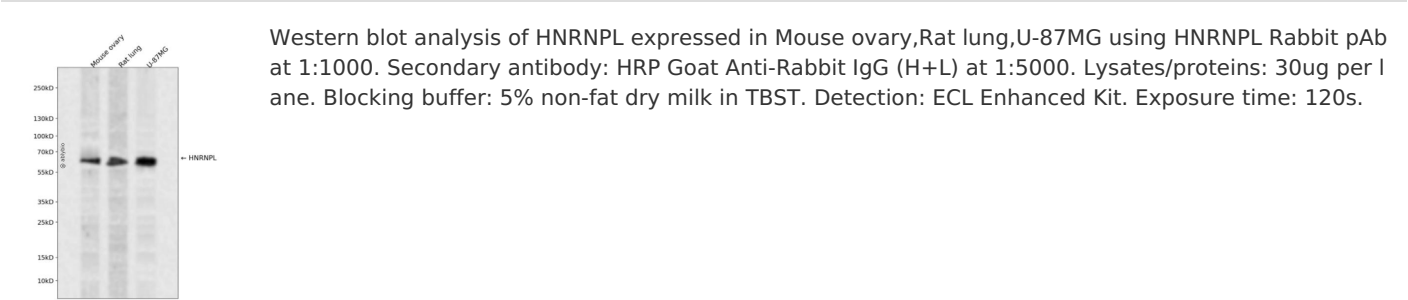 Mouse ovary
Rat lung
U-87MG
250kD
130kD
100kD
70kD
55kD
35kD
25kD
15kD
10kD
← HNRNPL
Western blot analysis of HNRNPL expressed in Mouse ovary,Rat lung,U-87MG using HNRNPL Rabbit pAb
at 1:1000. Secondary antibody: HRP Goat Anti-Rabbit IgG (H+L) at 1:5000. Lysates/proteins: 30ug per l
ane. Blocking buffer: 5% non-fat dry milk in TBST. Detection: ECL Enhanced Kit. Exposure time: 120s.